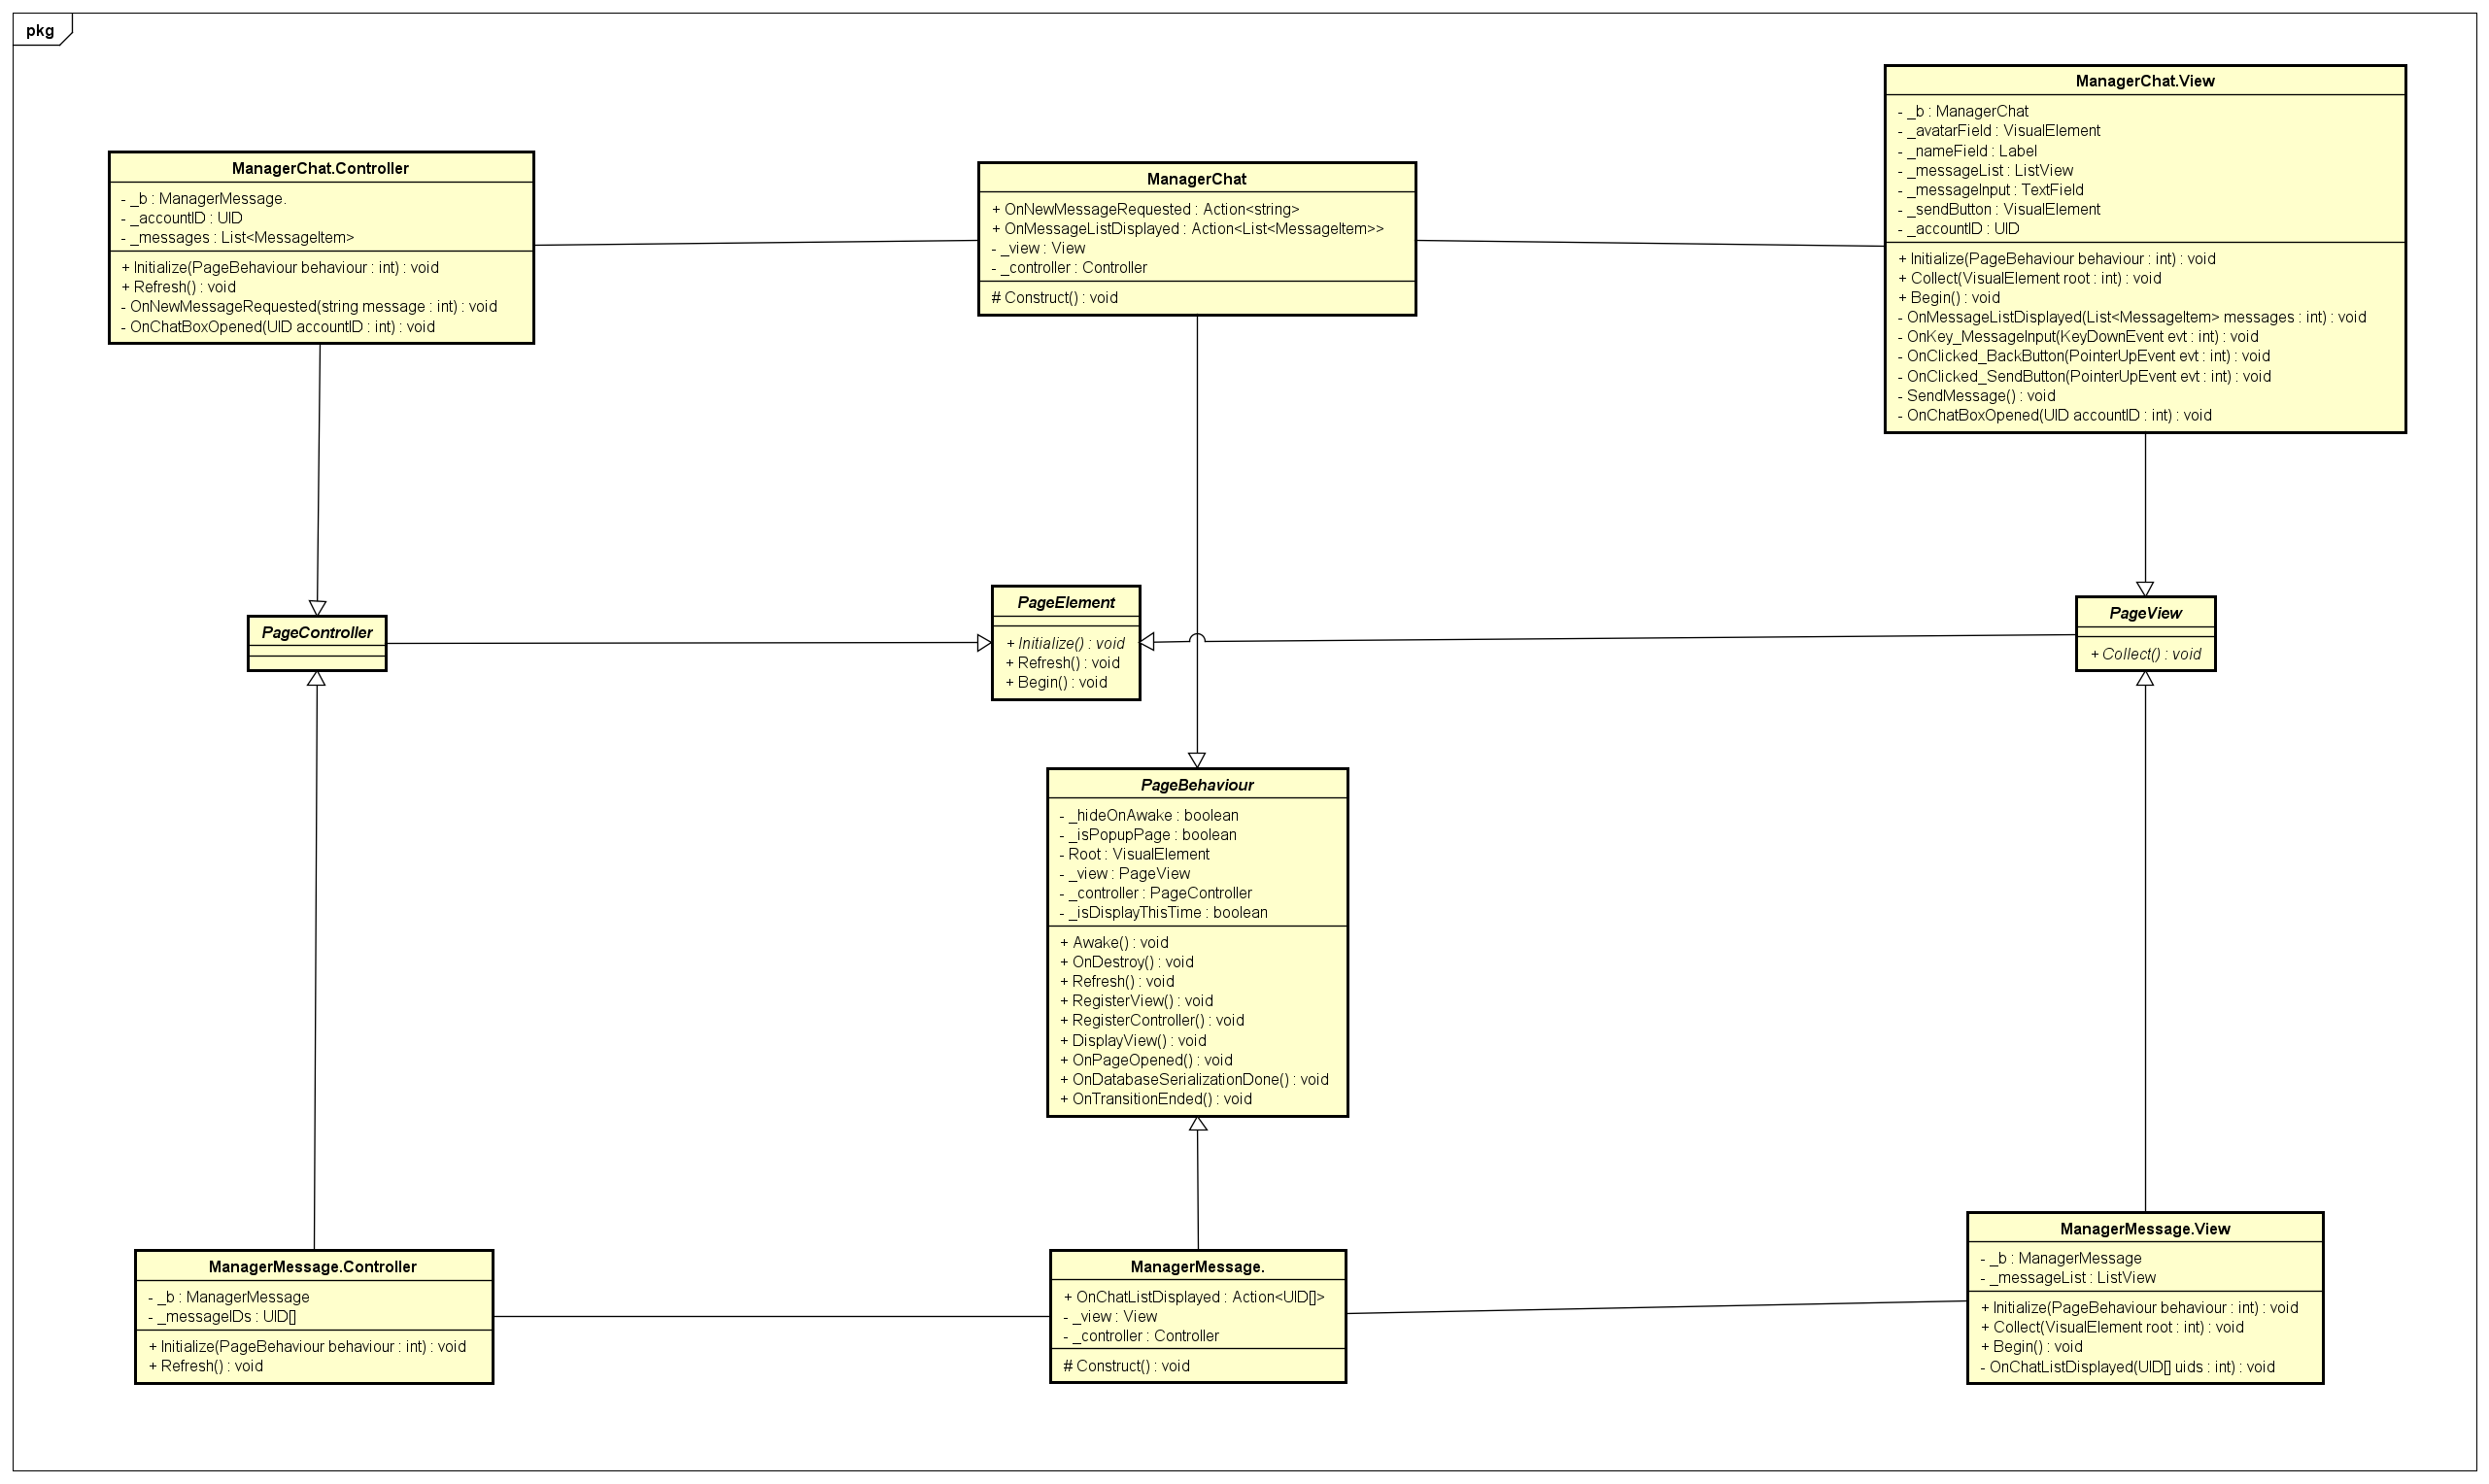 pkg
ManagerChat.Controller
- _b : ManagerMessage.
- _accountID : UID
- _messages : List<MessageItem>
+ Initialize(PageBehaviour behaviour : int) : void
+ Refresh() : void
- OnNewMessageRequested(string message : int) : void
- OnChatBoxOpened(UID accountID : int) : void
ManagerChat
+ OnNewMessageRequested : Action<string>
+ OnMessageListDisplayed : Action<List<MessageItem>>
- _view : View
- _controller : Controller
# Construct() : void
ManagerChat.View
- _b : ManagerChat
- _avatarField : VisualElement
- _nameField : Label
- _messageList : ListView
- _messageInput : TextField
- _sendButton : VisualElement
- _accountID : UID
+ Initialize(PageBehaviour behaviour : int) : void
+ Collect(VisualElement root : int) : void
+ Begin() : void
- OnMessageListDisplayed(List<MessageItem> messages : int) : void
- OnKey_MessageInput(KeyDownEvent evt : int) : void
- OnClicked_BackButton(PointerUpEvent evt : int) : void
- OnClicked_SendButton(PointerUpEvent evt : int) : void
- SendMessage() : void
- OnChatBoxOpened(UID accountID : int) : void
PageController
PageElement
+ Initialize() : void
+ Refresh() : void
+ Begin() : void
PageView
+ Collect() : void
PageBehaviour
- _hideOnAwake : boolean
- _isPopupPage : boolean
- Root : VisualElement
- _view : PageView
- _controller : PageController
- _isDisplayThisTime : boolean
+ Awake() : void
+ OnDestroy() : void
+ Refresh() : void
+ RegisterView() : void
+ RegisterController() : void
+ DisplayView() : void
+ OnPageOpened() : void
+ OnDatabaseSerializationDone() : void
+ OnTransitionEnded() : void
ManagerMessage.Controller
- _b : ManagerMessage
- _messageIDs : UID[]
+ Initialize(PageBehaviour behaviour : int) : void
+ Refresh() : void
ManagerMessage.
+ OnChatListDisplayed : Action<UID[]>
- _view : View
- _controller : Controller
# Construct() : void
ManagerMessage.View
- _b : ManagerMessage
- _messageList : ListView
+ Initialize(PageBehaviour behaviour : int) : void
+ Collect(VisualElement root : int) : void
+ Begin() : void
- OnChatListDisplayed(UID[] uids : int) : void